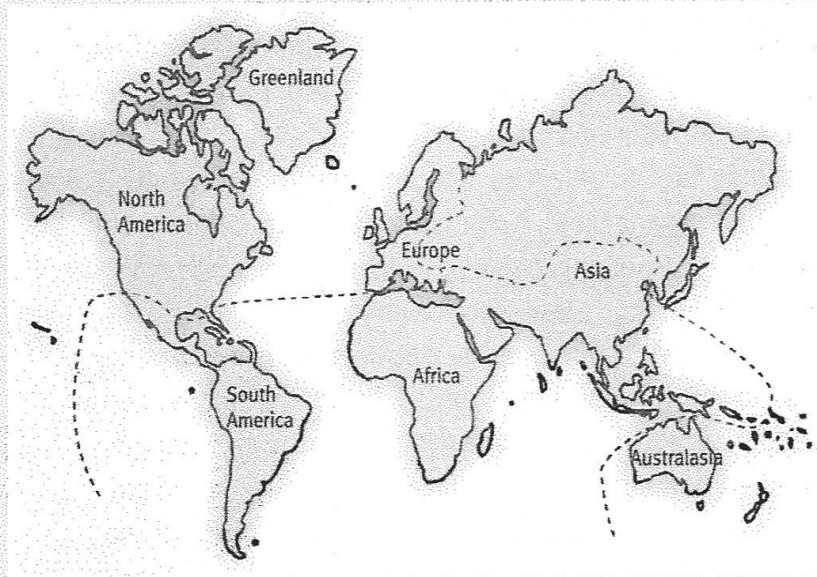 Greenland
North
America
Europe
Asia
Africa
South
America
Australasia